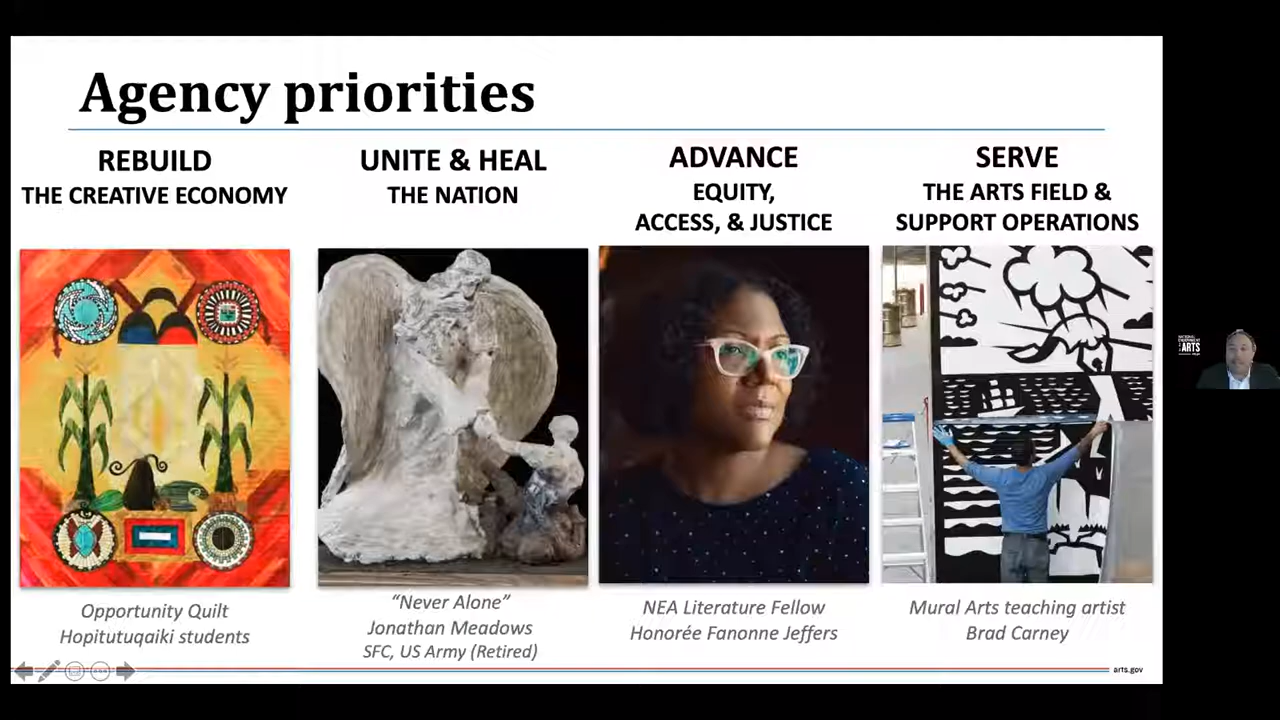 Agency priorities
REBUILD
THE CREATIVE ECONOMY
UNITE & HEAL
THE NATION
ADVANCE
EQUITY,
ACCESS, & JUSTICE
SERVE
THE ARTS FIELD &
SUPPORT OPERATIONS
Opportunity Quilt
Hopitutuqaiki students
“Never Alone”
Jonathan Meadows
SFC, US Army (Retired)
NEA Literature Fellow
Honorée Fanonne Jeffers
Mural Arts teaching artist
Brad Carney
arts.gov
ARTS